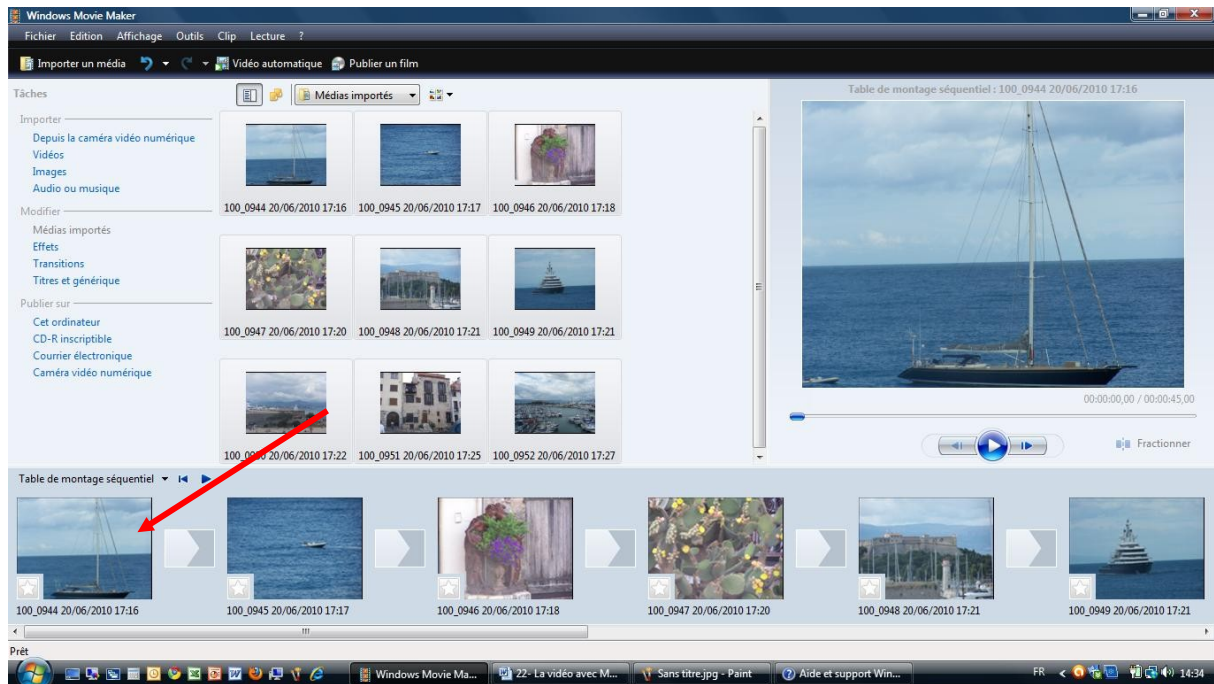 Windows Movie Maker
Fichier Edition Affichage Outils Clip Lecture ?
Importer un média Vidéo automatique Publier un film
Tâches
Importer
Depuis la caméra vidéo numérique
Vidéos
Images
Audio ou musique
Modifier
Médias importés
Effets
Transitions
Titres et générique
Publier sur
Cet ordinateur
CD-R inscriptible
Courrier électronique
Caméra vidéo numérique
Médias importés
100_0944 20/06/2010 17:16 100_0945 20/06/2010 17:17 100_0946 20/06/2010 17:18
100_0947 20/06/2010 17:20 100_0948 20/06/2010 17:21 100_0949 20/06/2010 17:21
100_0950 20/06/2010 17:22 100_0951 20/06/2010 17:25 100_0952 20/06/2010 17:27
Table de montage séquentiel : 100_0944 20/06/2010 17:16
00:00:00,00 / 00:00:45,00
Fractionner
Table de montage séquentiel
100_0944 20/06/2010 17:16 100_0945 20/06/2010 17:17 100_0946 20/06/2010 17:18 100_0947 20/06/2010 17:20 100_0948 20/06/2010 17:21 100_0949 20/06/2010 17:21
Prêt
Windows Movie Ma... 22- La vidéo avec M... Sans titre.jpg - Paint Aide et support Win... FR 14:34